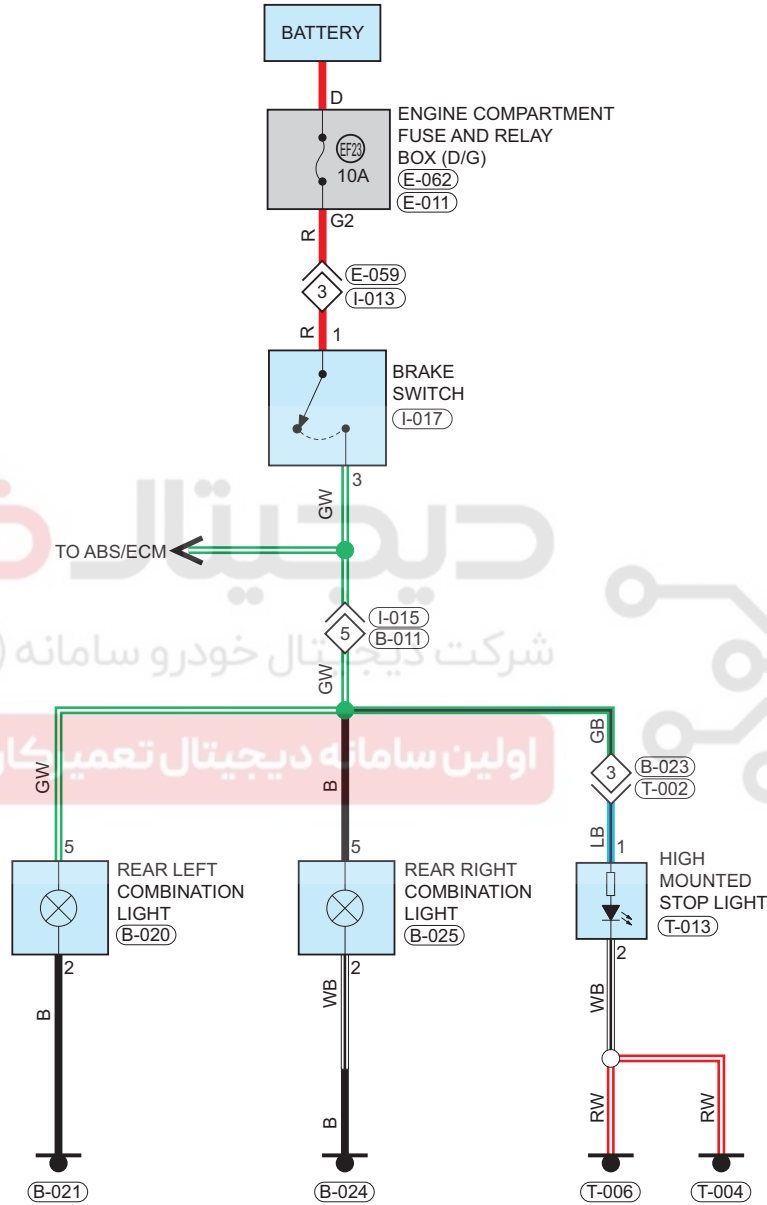 BATTERY
D
ENGINE COMPARTMENT
FUSE AND RELAY
BOX (D/G)
EF23
10A
E-062
E-011
G2
R
E-059
3
I-013
R
1
BRAKE
SWITCH
I-017
3
GW
دیجیتال خ
TO ABS/ECM
I-015
5
B-011
شرکت دیجیتال خودرو سامانه (
GW
اولین سامانه دیجیتال تعمیرکار
GW
B
GB
3
B-023
T-002
LB
5
5
1
REAR LEFT
COMBINATION
LIGHT
B-020
REAR RIGHT
COMBINATION
LIGHT
B-025
HIGH
MOUNTED
STOP LIGHT
T-013
2
2
2
B
WB
WB
B
RW
RW
B-021
B-024
T-006
T-004